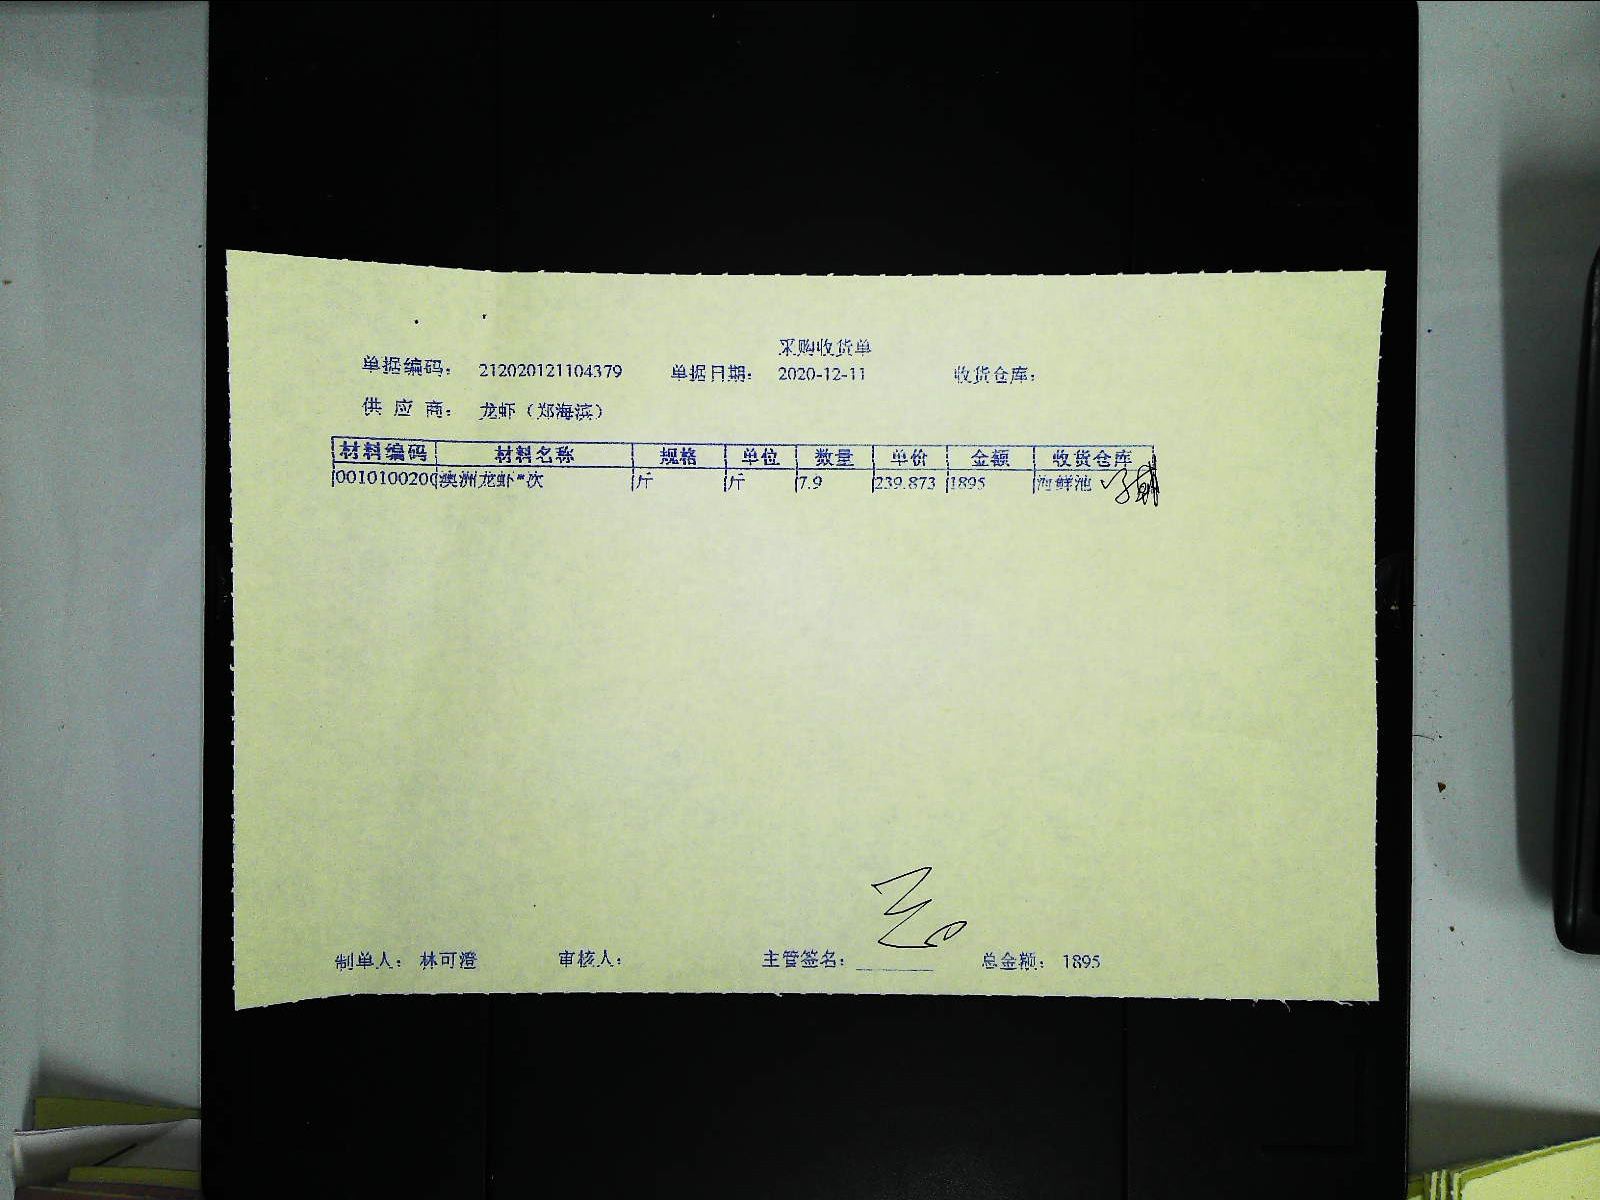 采购收货单
单据编码： 212020121104379 单据日期： 2020-12-11 收货仓库：
供 应 商： 龙虾（郑海滨）
材料编码 材料名称 规格 单位 数量 单价 金额 收货仓库
001010020 澳洲龙虾*次 斤 斤 7.9 239.873 1895 海鲜池
制单人： 林可澄 审核人： 主管签名： 总金额： 1895